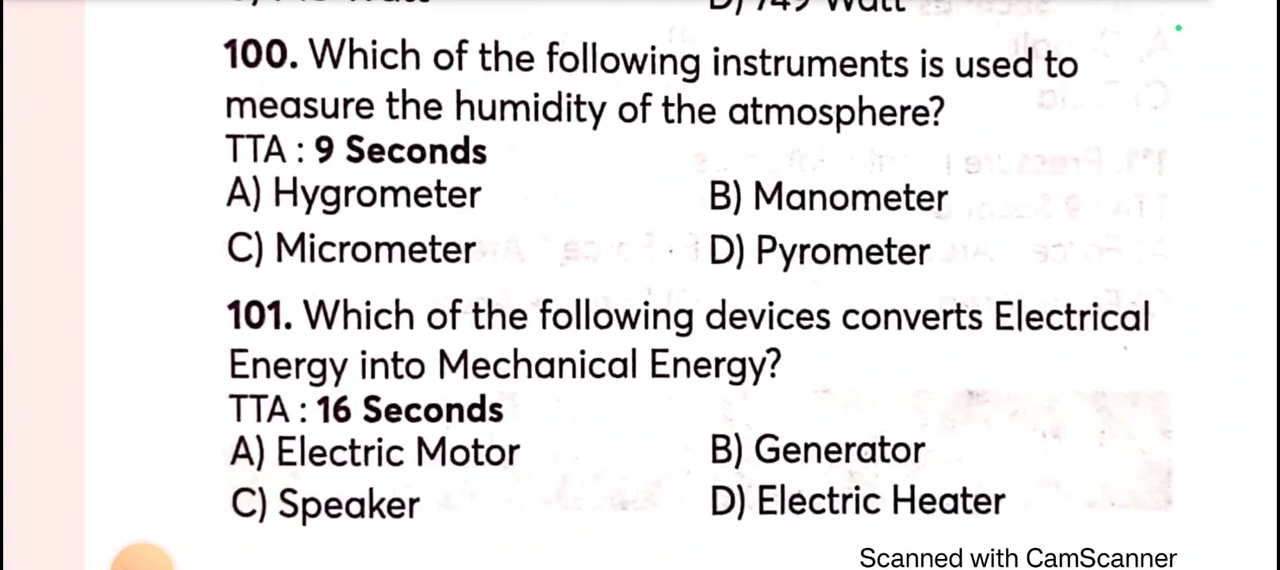 D) 749 Watt
100. Which of the following instruments is used to
measure the humidity of the atmosphere?
TTA : 9 Seconds
A) Hygrometer B) Manometer
C) Micrometer D) Pyrometer
101. Which of the following devices converts Electrical
Energy into Mechanical Energy?
TTA : 16 Seconds
A) Electric Motor B) Generator
C) Speaker D) Electric Heater
Scanned with CamScanner